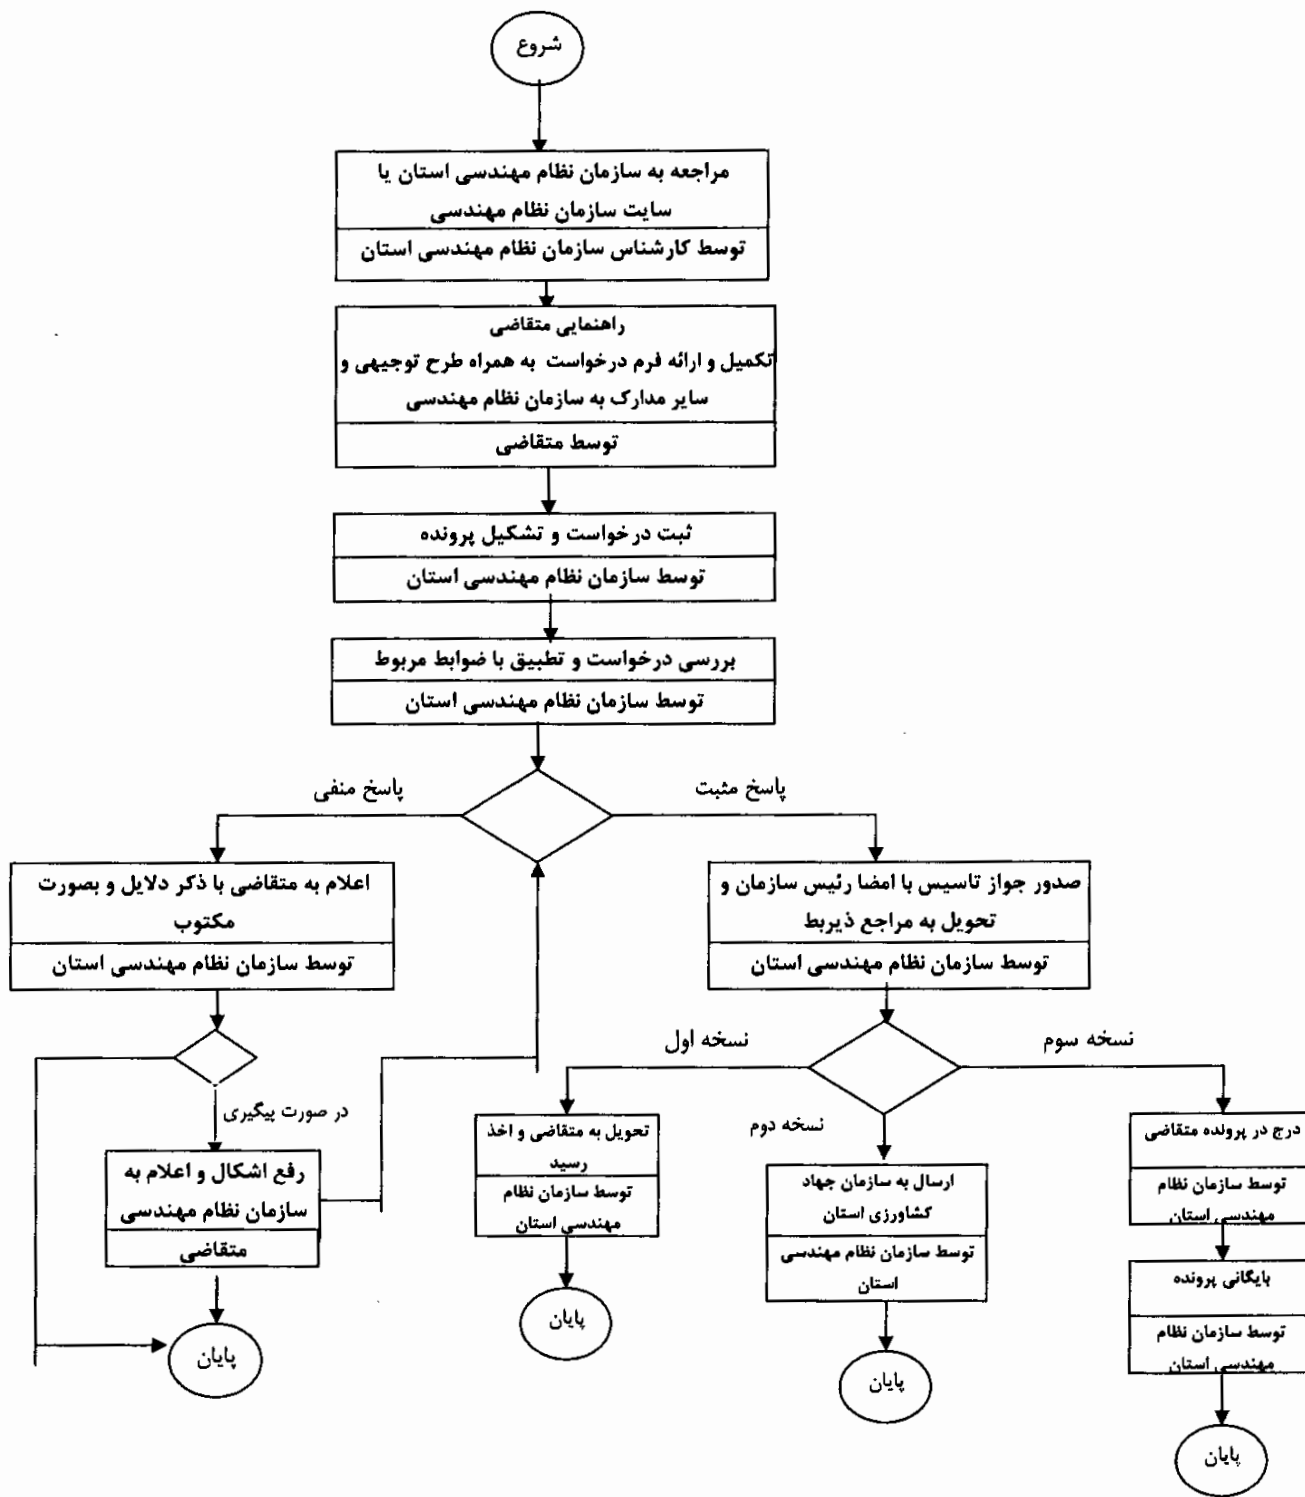 شروع
مراجعه به سازمان نظام مهندسی استان یا
سایت سازمان نظام مهندسی
توسط کارشناس سازمان نظام مهندسی استان
راهنمایی متقاضی
تکمیل و ارائه فرم درخواست به همراه طرح توجیهی و
سایر مدارک به سازمان نظام مهندسی
توسط متقاضی
ثبت درخواست و تشکیل پرونده
توسط سازمان نظام مهندسی استان
بررسی درخواست و تطبیق با ضوابط مربوط
توسط سازمان نظام مهندسی استان
پاسخ مثبت
پاسخ منفی
صدور جواز تاسیس با امضا رئیس سازمان و
تحویل به مراجع ذیربط
توسط سازمان نظام مهندسی استان
اعلام به متقاضی با ذکر دلایل و بصورت
مکتوب
توسط سازمان نظام مهندسی استان
نسخه سوم
نسخه اول
نسخه دوم
در صورت پیگیری
درج در پرونده متقاضی
توسط سازمان نظام
مهندسی استان
بایگانی پرونده
توسط سازمان نظام
مهندسی استان
پایان
ارسال به سازمان جهاد
کشاورزی استان
توسط سازمان نظام مهندسی
استان
پایان
تحویل به متقاضی و اخذ
رسید
توسط سازمان نظام
مهندسی استان
پایان
رفع اشکال و اعلام به
سازمان نظام مهندسی
متقاضی
پایان